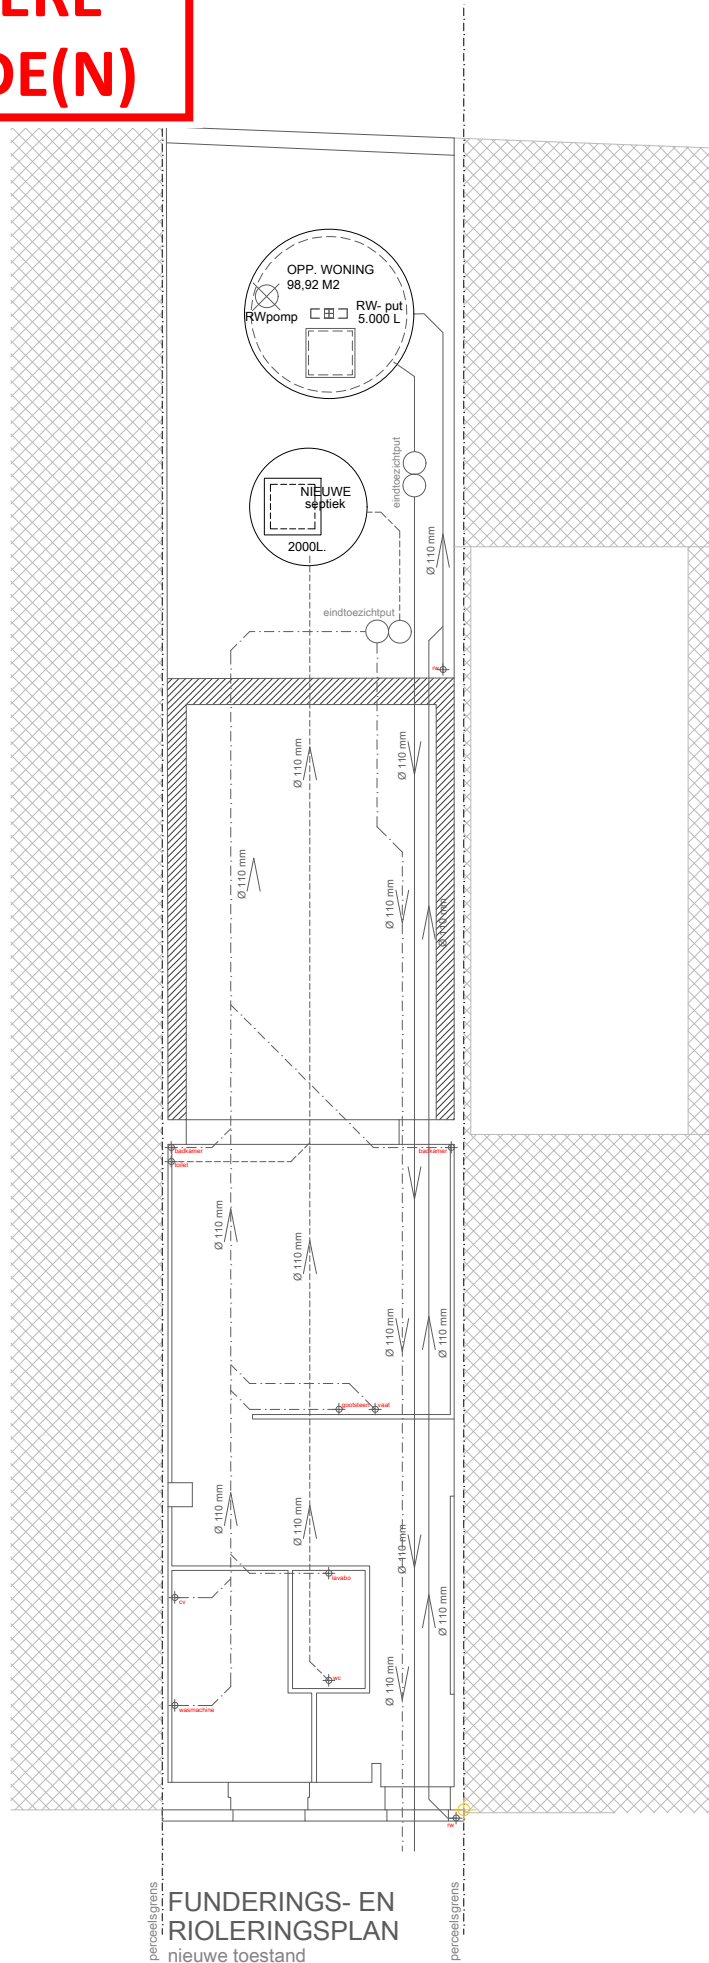 DE(N)
OPP. WONING
98,92 M2
RWpomp
RW- put
5.000 L
eindtoezichtput
NIEUWE
septiek
2000L.
Ø 110 mm
eindtoezichtput
rw
Ø 110 mm
Ø 110 mm
Ø 110 mm
Ø 110 mm
Ø 110 mm
badkamer
badkamer
toilet
Ø 110 mm
Ø 110 mm
Ø 110 mm
Ø 110 mm
gootsteen
vaat
Ø 110 mm
Ø 110 mm
Ø 110 mm
lavabo
cv
Ø 110 mm
wc
Ø 110 mm
wasmachine
rw
perceelsgrens
perceelsgrens
FUNDERINGS- EN
RIOLERINGSPLAN
nieuwe toestand